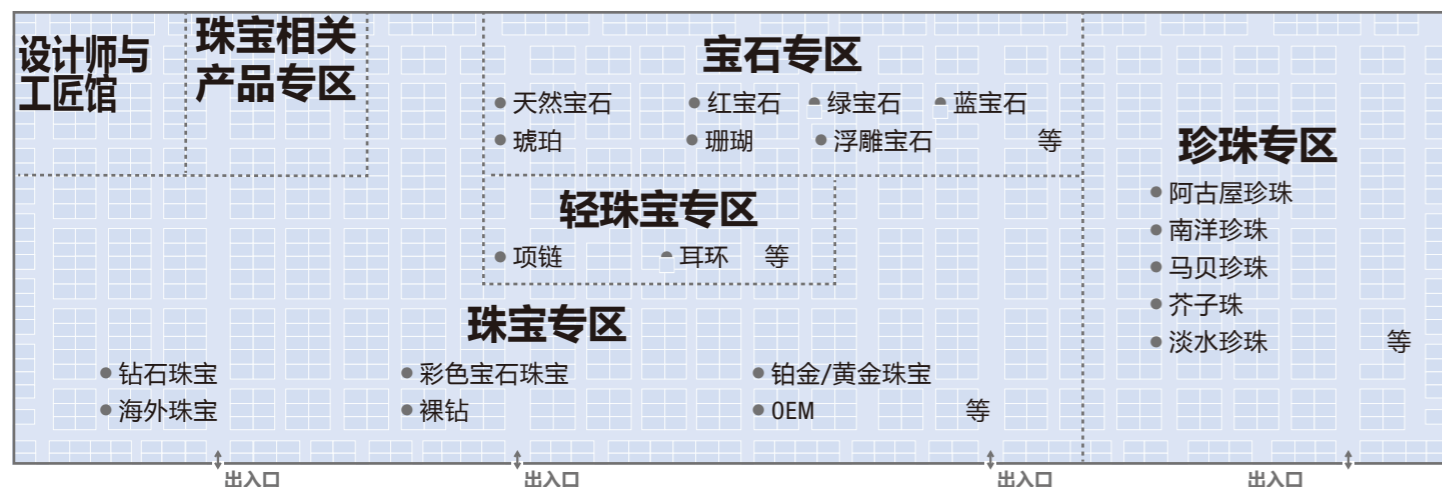 设计师与
工匠馆
珠宝相关
产品专区
宝石专区
● 天然宝石 ● 红宝石 ● 绿宝石 ● 蓝宝石
● 琥珀 ● 珊瑚 ● 浮雕宝石 等
轻珠宝专区
● 项链 ● 耳环 等
珍珠专区
● 阿古屋珍珠
● 南洋珍珠
● 马贝珍珠
● 芥子珠
● 淡水珍珠 等
珠宝专区
● 钻石珠宝 ● 彩色宝石珠宝 ● 铂金/黄金珠宝
● 海外珠宝 ● 裸钻 ● OEM 等
出入口 出入口 出入口 出入口